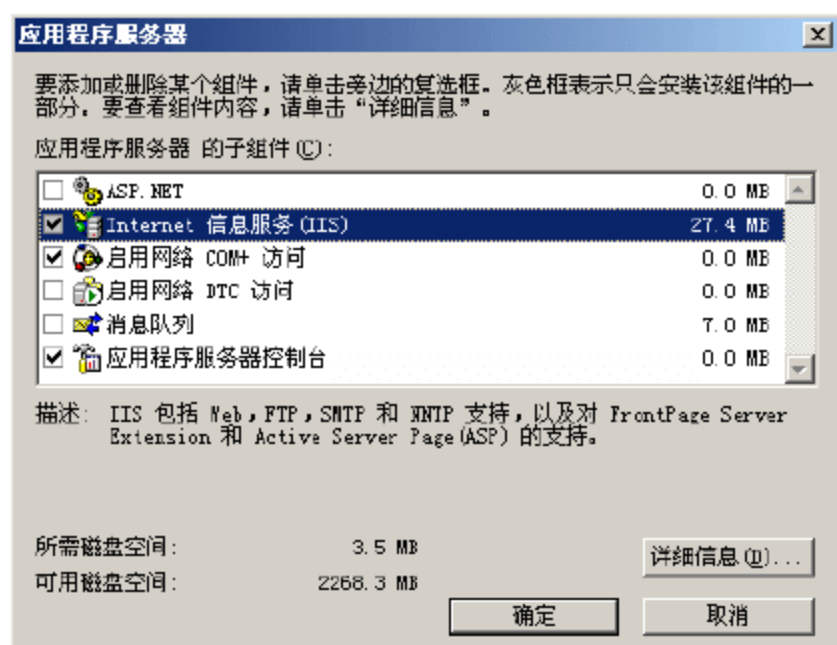 应用程序服务器
要添加或删除某个组件，请单击旁边的复选框。灰色框表示只会安装该组件的一
部分。要查看组件内容，请单击“详细信息”。
应用程序服务器 的子组件(C):
ASP.NET 0.0 MB
Internet 信息服务(IIS) 27.4 MB
启用网络 COM+ 访问 0.0 MB
启用网络 DTC 访问 0.0 MB
消息队列 7.0 MB
应用程序服务器控制台 0.0 MB
描述: IIS 包括 Web,FTP,SMTP 和 NNTP 支持,以及对 FrontPage Server
Extension 和 Active Server Page(ASP) 的支持。
所需磁盘空间: 3.5 MB
详细信息(D)...
可用磁盘空间: 2268.3 MB
确定 取消